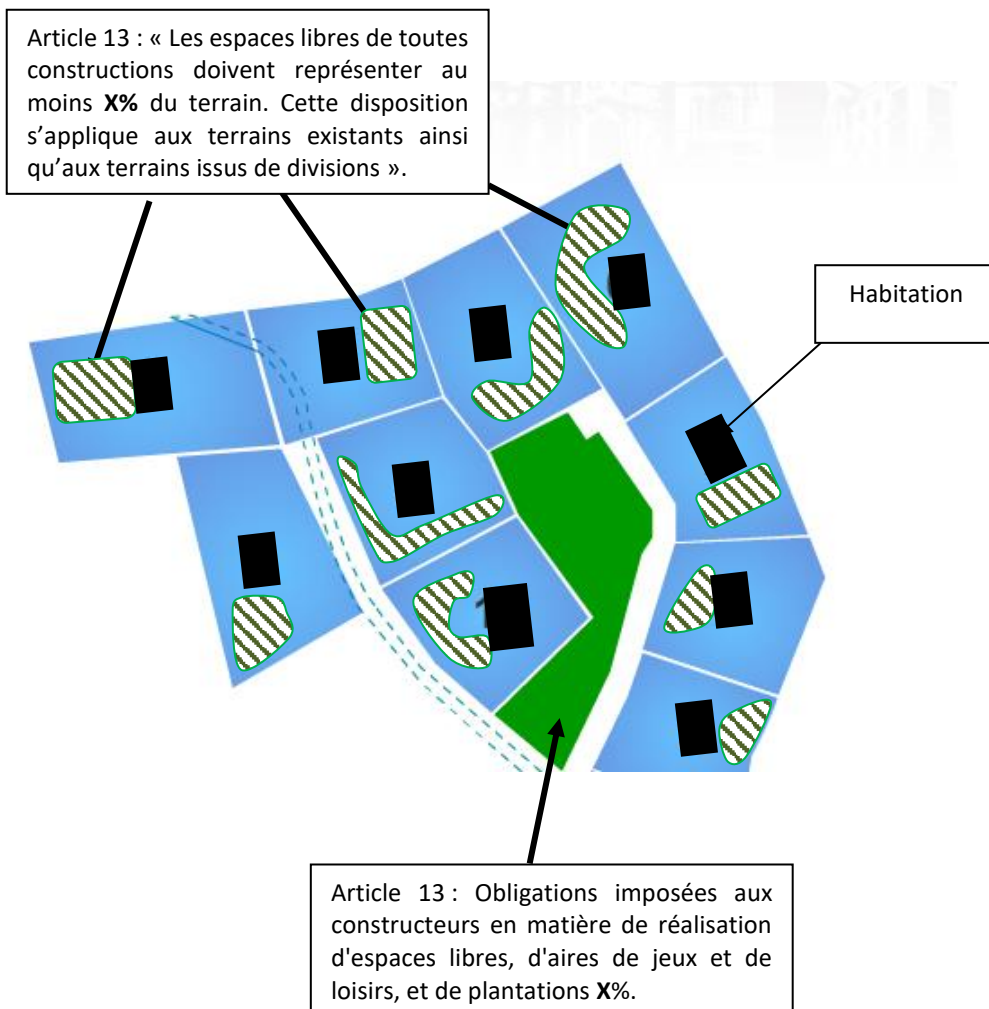 Article 13 : « Les espaces libres de toutes
constructions doivent représenter au
moins X% du terrain. Cette disposition
s'applique aux terrains existants ainsi
qu'aux terrains issus de divisions ».
Habitation
Article 13 : Obligations imposées aux
constructeurs en matière de réalisation
d'espaces libres, d'aires de jeux et de
loisirs, et de plantations X%.